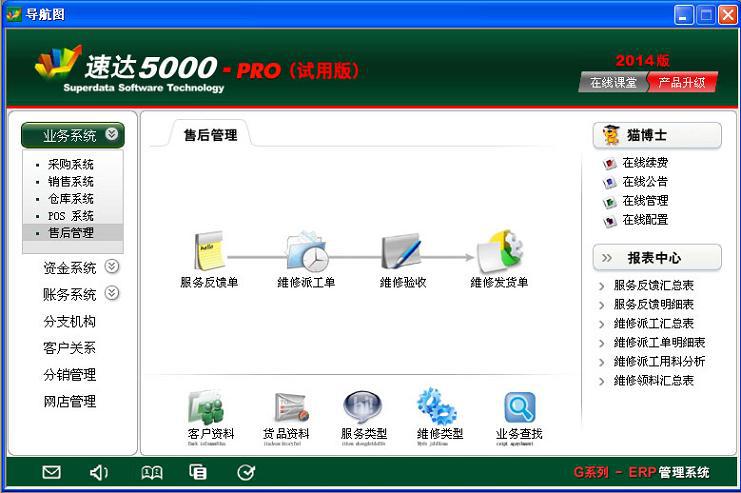 导航图
速达5000-PRO（试用版）
Superdata Software Technology
2014版
在线课堂 产品升级
业务系统
采购系统
销售系统
仓库系统
POS 系统
售后管理
资金系统
账务系统
分支机构
客户关系
分销管理
网店管理
售后管理
服务反馈单 维修派工单 维修验收 维修发货单
客户资料 货品资料 服务类型 维修类型 业务查找
猫博士
在线续费
在线公告
在线管理
在线配置
报表中心
服务反馈汇总表
服务反馈明细表
维修派工汇总表
维修派工单明细表
维修派工用料分析
维修领料汇总表
G系列 - ERP管理系统